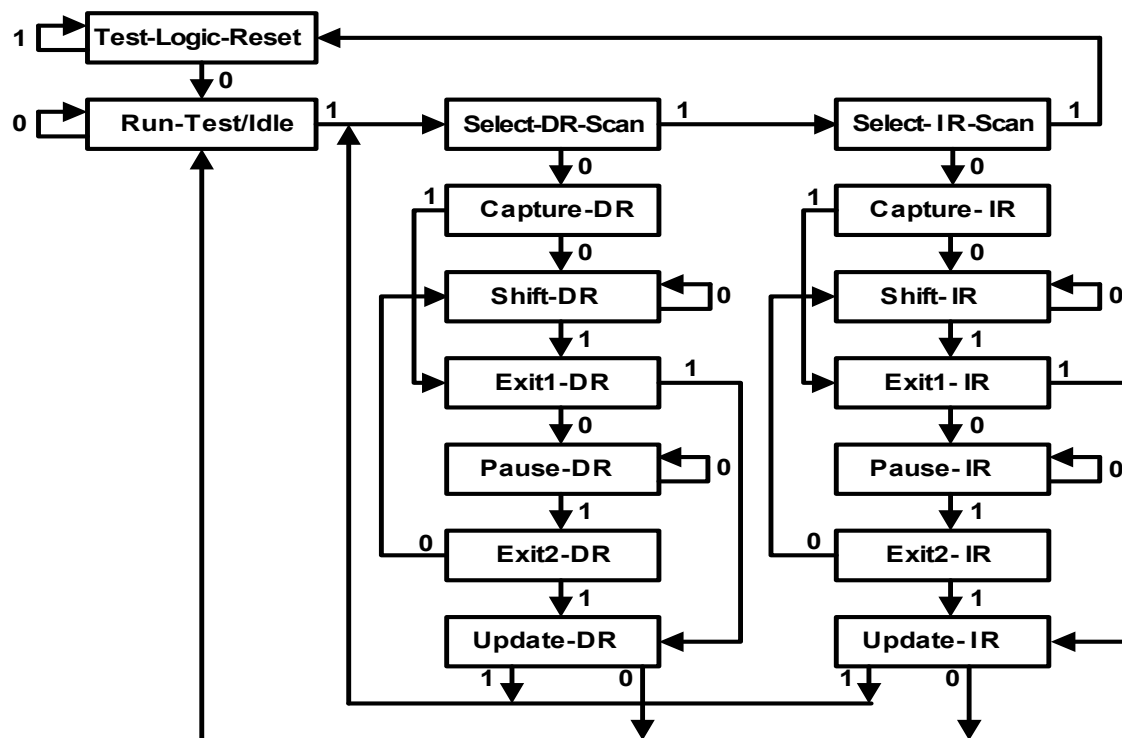 1
Test-Logic-Reset
0
0
Run-Test/Idle
1
Select-DR-Scan
1
Select-IR-Scan
1
0
0
1
Capture-DR
1
Capture-IR
0
0
Shift-DR
0
Shift-IR
0
1
1
Exit1-DR
1
Exit1-IR
1
0
0
Pause-DR
0
Pause-IR
0
1
1
0
Exit2-DR
0
Exit2-IR
1
1
Update-DR
Update-IR
1
0
1
0